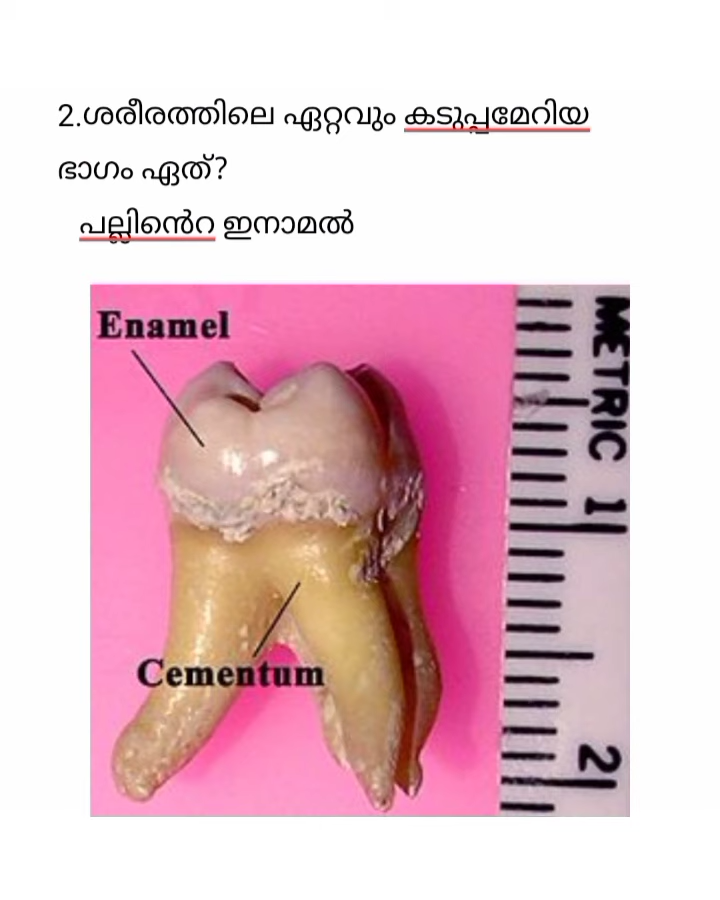 2.ശരീരത്തിലെ ഏറ്റവും കടുപ്പമേറിയ
ഭാഗം ഏത്?
പല്ലിൻെറ ഇനാമൽ
Enamel
METRIC 1
Cementum
2